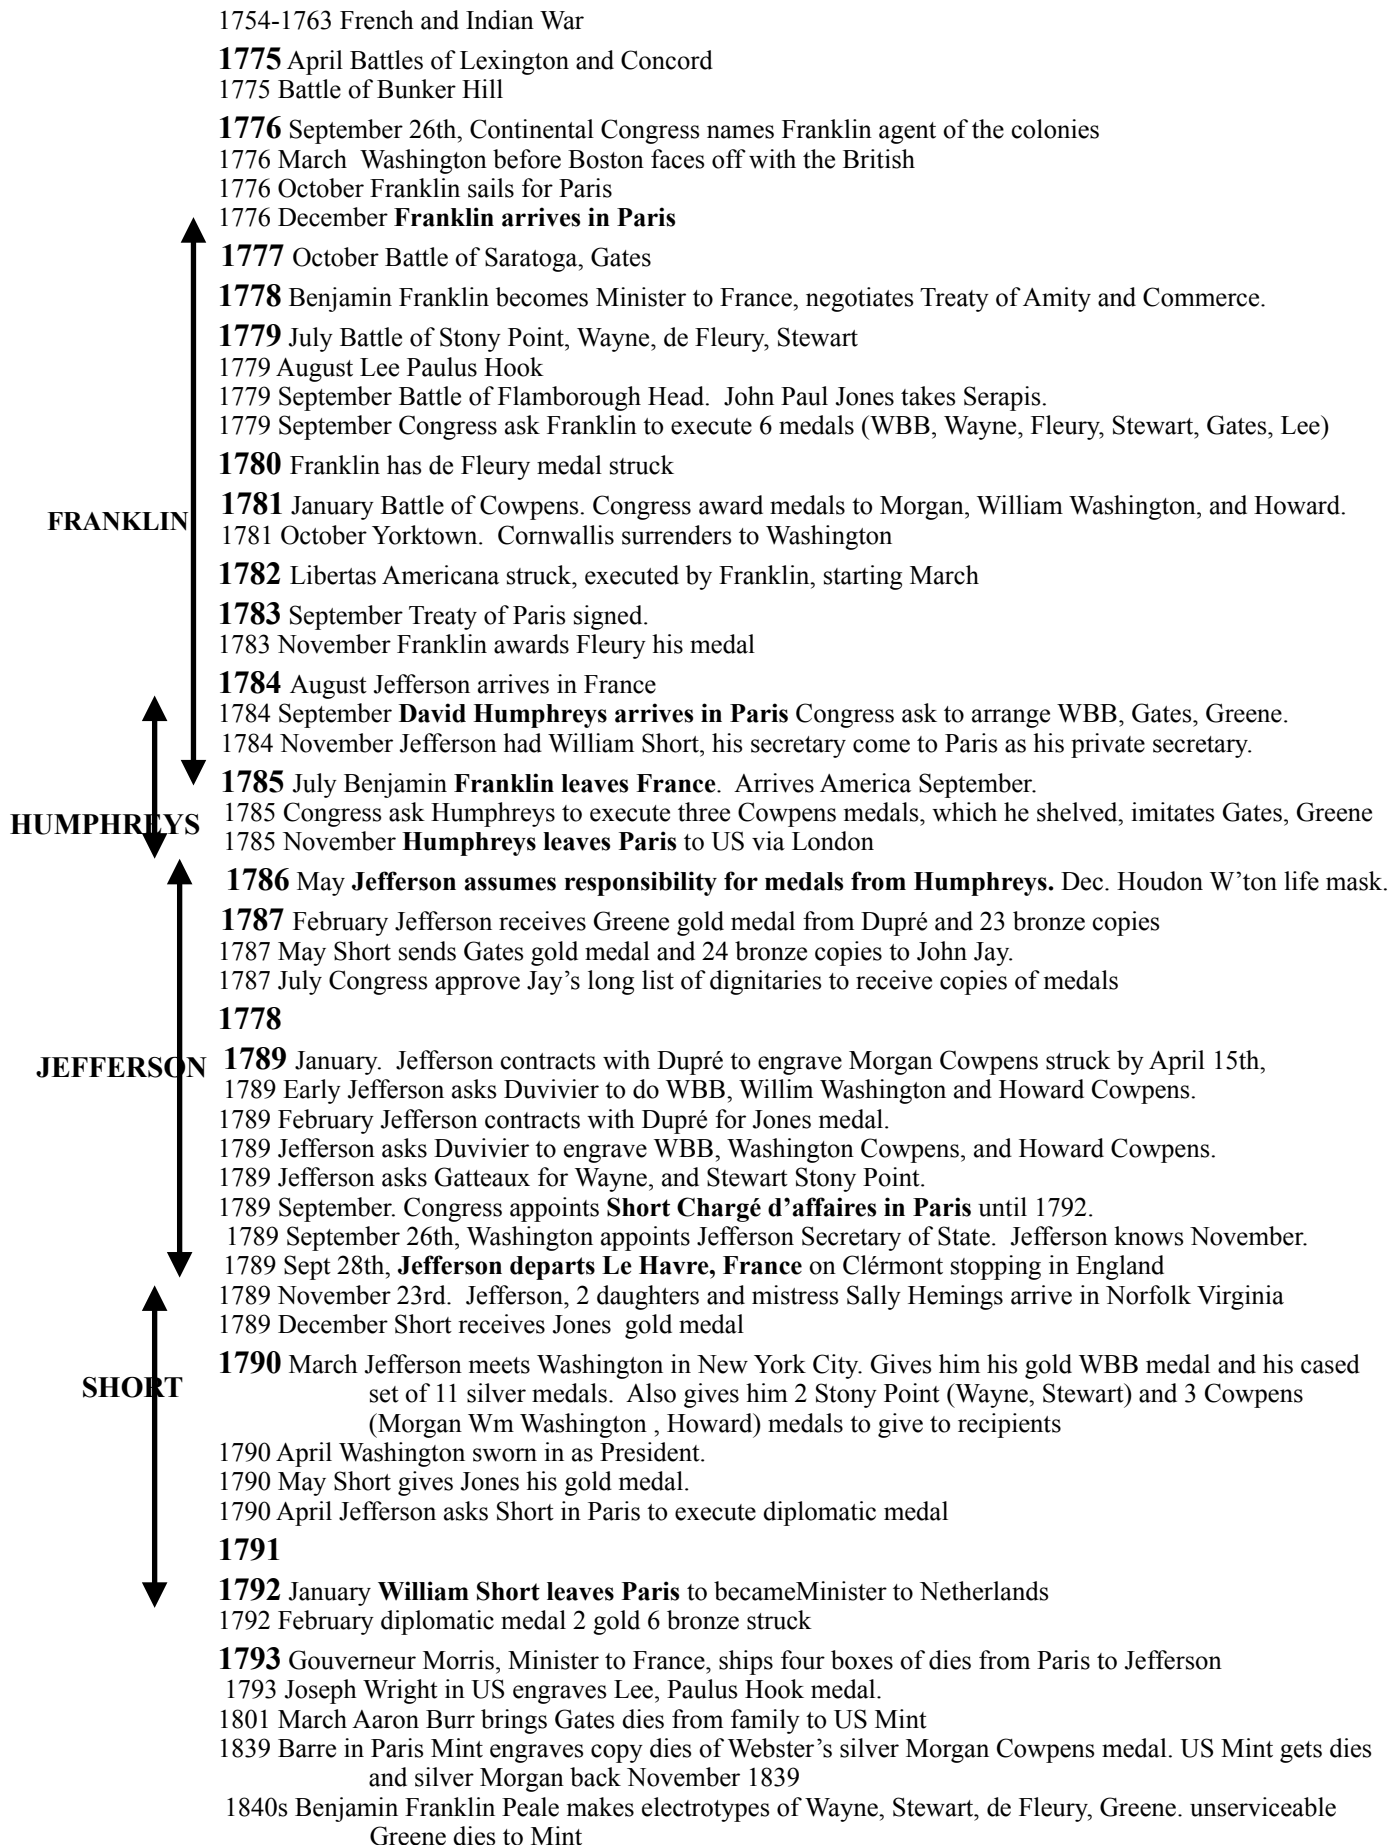 1754-1763 French and Indian War
1775 April Battles of Lexington and Concord
1775 Battle of Bunker Hill
1776 September 26th, Continental Congress names Franklin agent of the colonies
1776 March  Washington before Boston faces off with the British
1776 October Franklin sails for Paris
1776 December Franklin arrives in Paris
1777 October Battle of Saratoga, Gates
1778 Benjamin Franklin becomes Minister to France, negotiates Treaty of Amity and Commerce.
1779 July Battle of Stony Point, Wayne, de Fleury, Stewart
1779 August Lee Paulus Hook
1779 September Battle of Flamborough Head.  John Paul Jones takes Serapis.
1779 September Congress ask Franklin to execute 6 medals (WBB, Wayne, Fleury, Stewart, Gates, Lee)
1780 Franklin has de Fleury medal struck
1781 January Battle of Cowpens. Congress award medals to Morgan, William Washington, and Howard.
FRANKLIN
1781 October Yorktown.  Cornwallis surrenders to Washington
1782 Libertas Americana struck, executed by Franklin, starting March
1783 September Treaty of Paris signed.
1783 November Franklin awards Fleury his medal
1784 August Jefferson arrives in France
1784 September David Humphreys arrives in Paris Congress ask to arrange WBB, Gates, Greene.
1784 November Jefferson had William Short, his secretary come to Paris as his private secretary.
1785 July Benjamin Franklin leaves France.  Arrives America September.
1785 Congress ask Humphreys to execute three Cowpens medals, which he shelved, imitates Gates, Greene
HUMPHREYS
1785 November Humphreys leaves Paris to US via London
1786 May Jefferson assumes responsibility for medals from Humphreys. Dec. Houdon W'ton life mask.
1787 February Jefferson receives Greene gold medal from Dupré and 23 bronze copies
1787 May Short sends Gates gold medal and 24 bronze copies to John Jay.
1787 July Congress approve Jay's long list of dignitaries to receive copies of medals
1778
JEFFERSON
1789 January.  Jefferson contracts with Dupré to engrave Morgan Cowpens struck by April 15th,
1789 Early Jefferson asks Duvivier to do WBB, Willim Washington and Howard Cowpens.
1789 February Jefferson contracts with Dupré for Jones medal.
1789 Jefferson asks Duvivier to engrave WBB, Washington Cowpens, and Howard Cowpens.
1789 Jefferson asks Gatteaux for Wayne, and Stewart Stony Point.
1789 September. Congress appoints Short Chargé d'affaires in Paris until 1792.
1789 September 26th, Washington appoints Jefferson Secretary of State.  Jefferson knows November.
1789 Sept 28th, Jefferson departs Le Havre, France on Clérmont stopping in England
1789 November 23rd.  Jefferson, 2 daughters and mistress Sally Hemings arrive in Norfolk Virginia
1789 December Short receives Jones  gold medal
1790 March Jefferson meets Washington in New York City. Gives him his gold WBB medal and his cased
SHORT
set of 11 silver medals.  Also gives him 2 Stony Point (Wayne, Stewart) and 3 Cowpens
(Morgan Wm Washington , Howard) medals to give to recipients
1790 April Washington sworn in as President.
1790 May Short gives Jones his gold medal.
1790 April Jefferson asks Short in Paris to execute diplomatic medal
1791
1792 January William Short leaves Paris to becameMinister to Netherlands
1792 February diplomatic medal 2 gold 6 bronze struck
1793 Gouverneur Morris, Minister to France, ships four boxes of dies from Paris to Jefferson
1793 Joseph Wright in US engraves Lee, Paulus Hook medal.
1801 March Aaron Burr brings Gates dies from family to US Mint
1839 Barre in Paris Mint engraves copy dies of Webster's silver Morgan Cowpens medal. US Mint gets dies
and silver Morgan back November 1839
1840s Benjamin Franklin Peale makes electrotypes of Wayne, Stewart, de Fleury, Greene. unserviceable
Greene dies to Mint